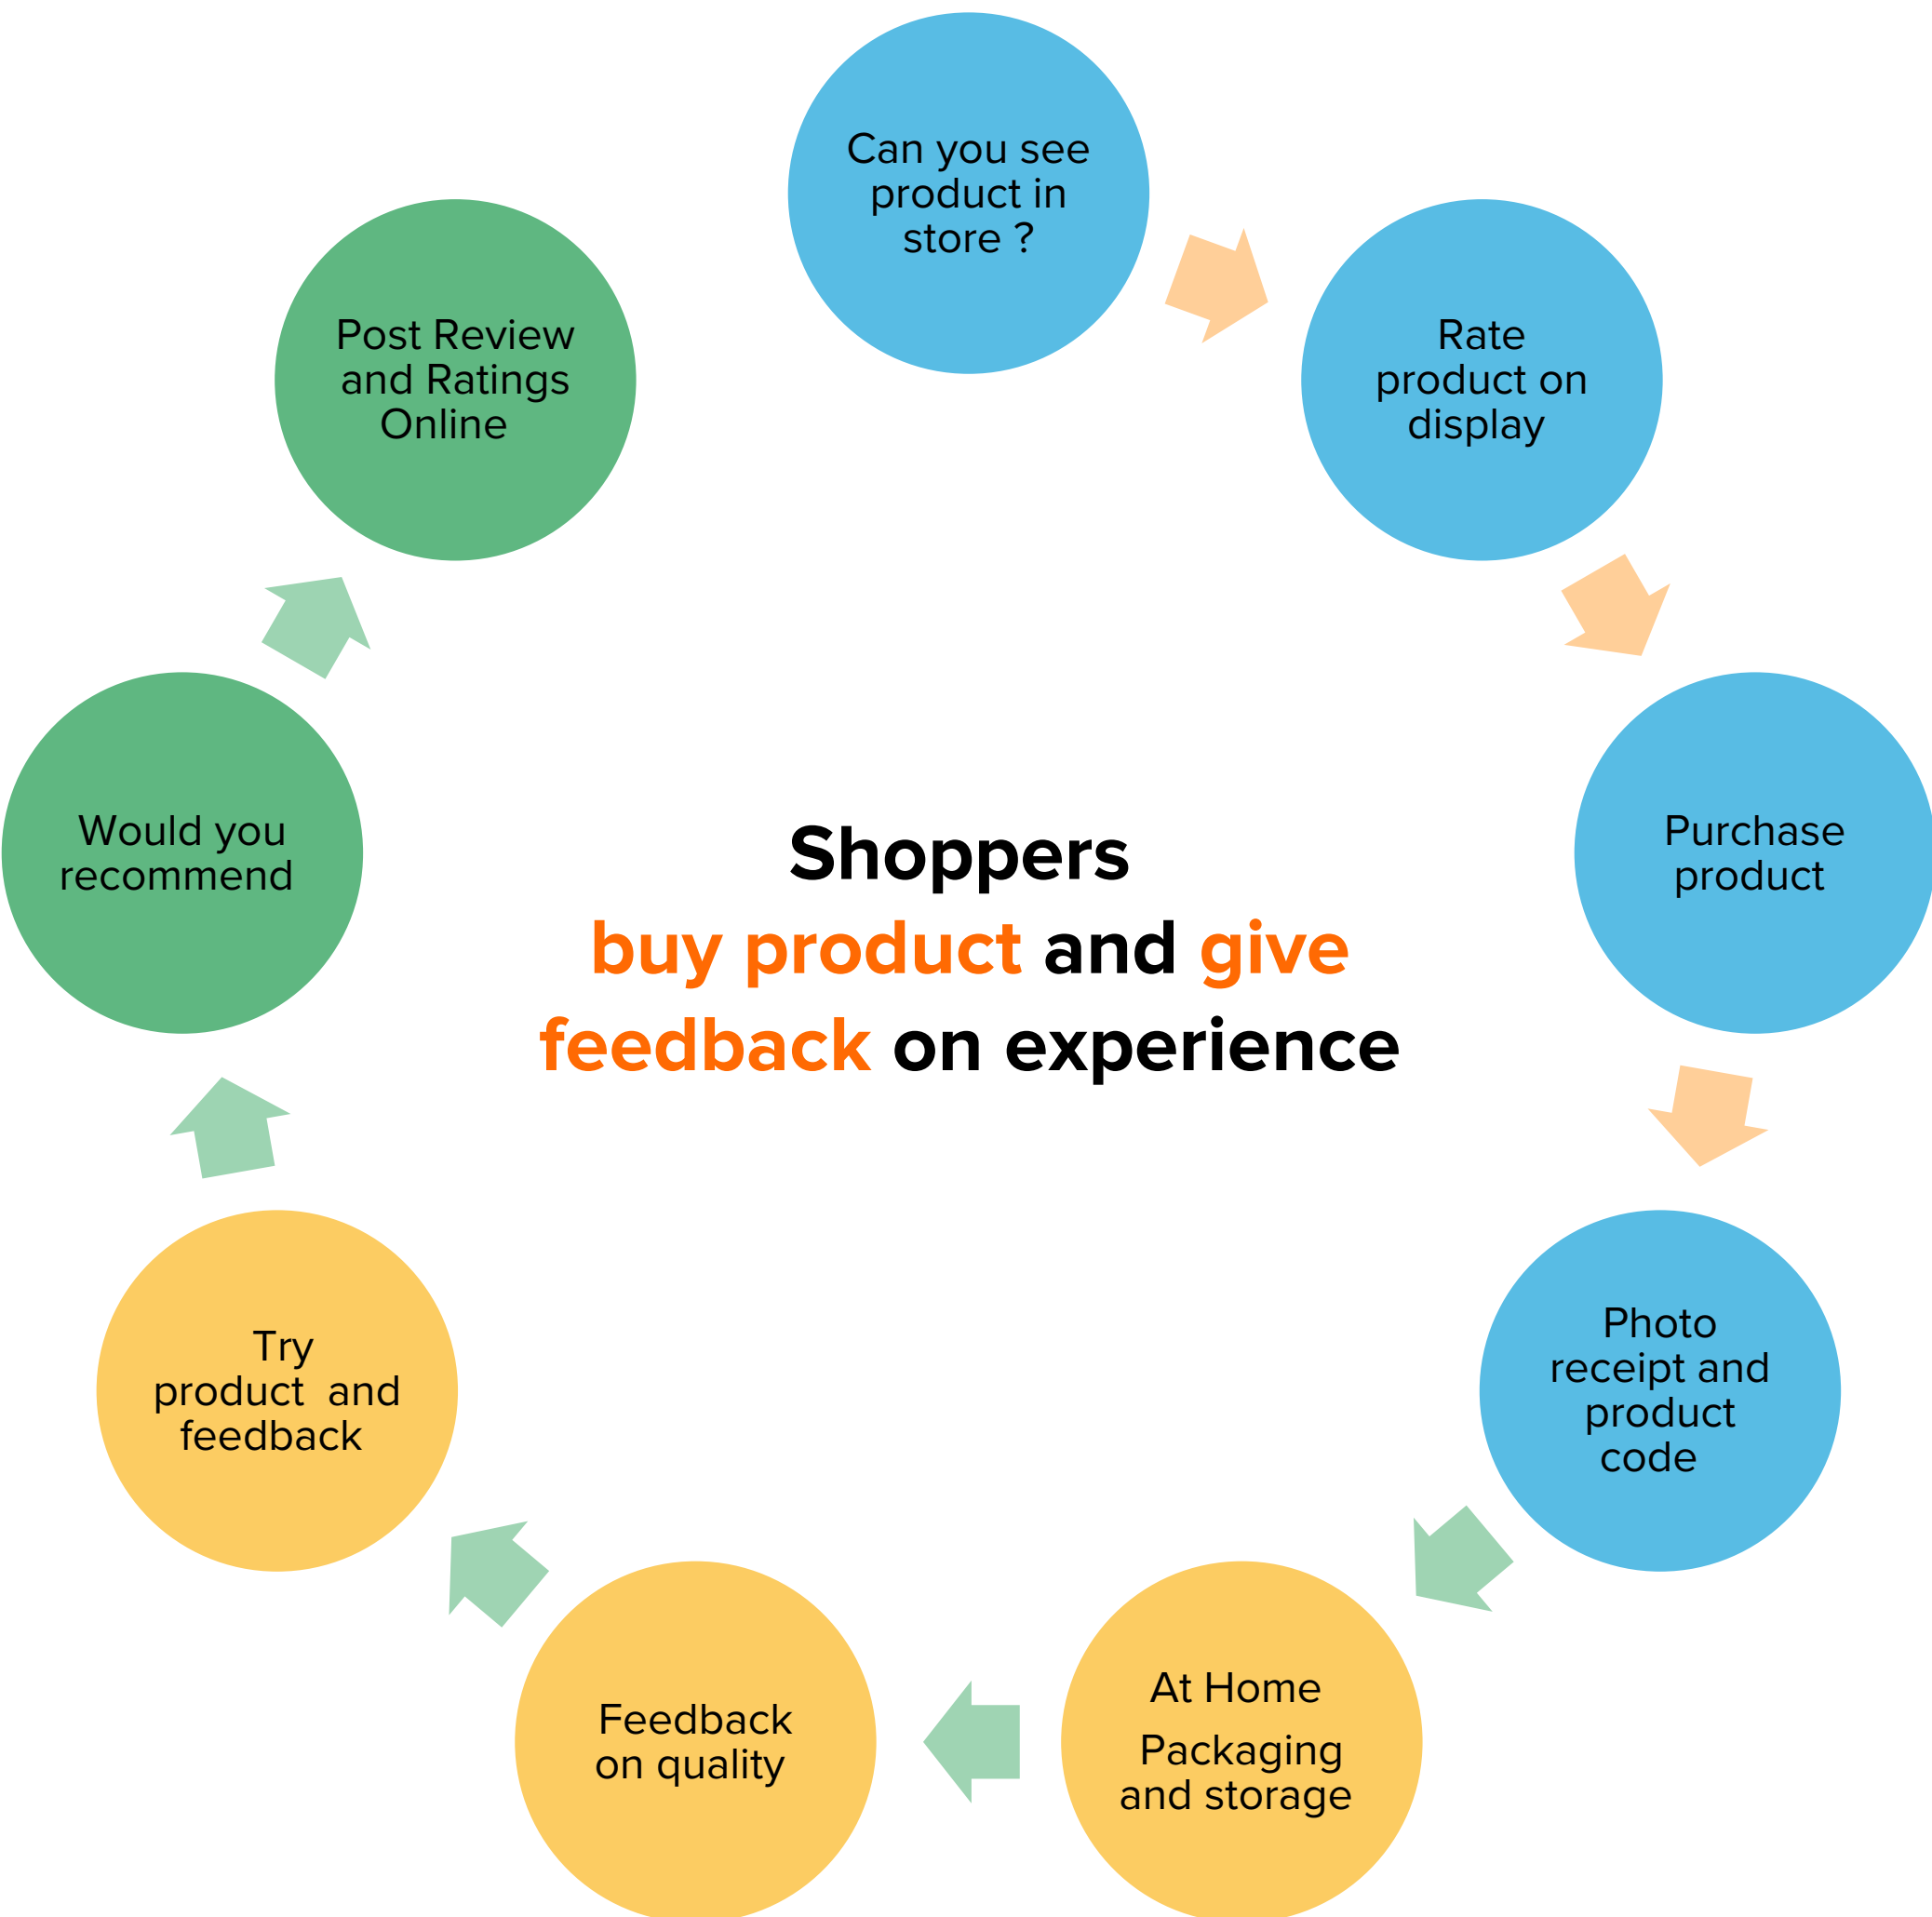 Can you see
product in
store ?
Rate
product on
display
Purchase
product
Photo
receipt and
product
code
At Home
Packaging
and storage
Feedback
on quality
Try
product  and
feedback
Would you
recommend
Post Review
and Ratings
Online
Shoppers
buy product and give
feedback on experience